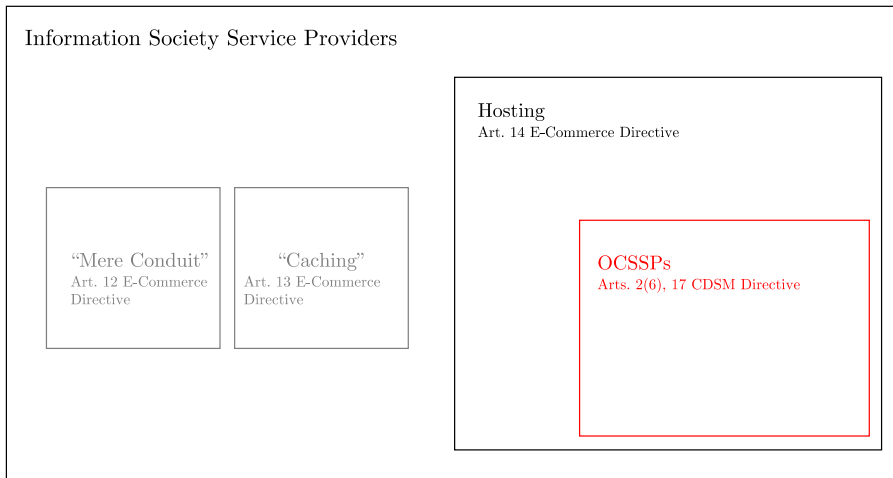 Information Society Service Providers
Hosting
Art. 14 E-Commerce Directive
“Mere Conduit”
Art. 12 E-Commerce
Directive
“Caching”
Art. 13 E-Commerce
Directive
OCSSPs
Arts. 2(6), 17 CDSM Directive